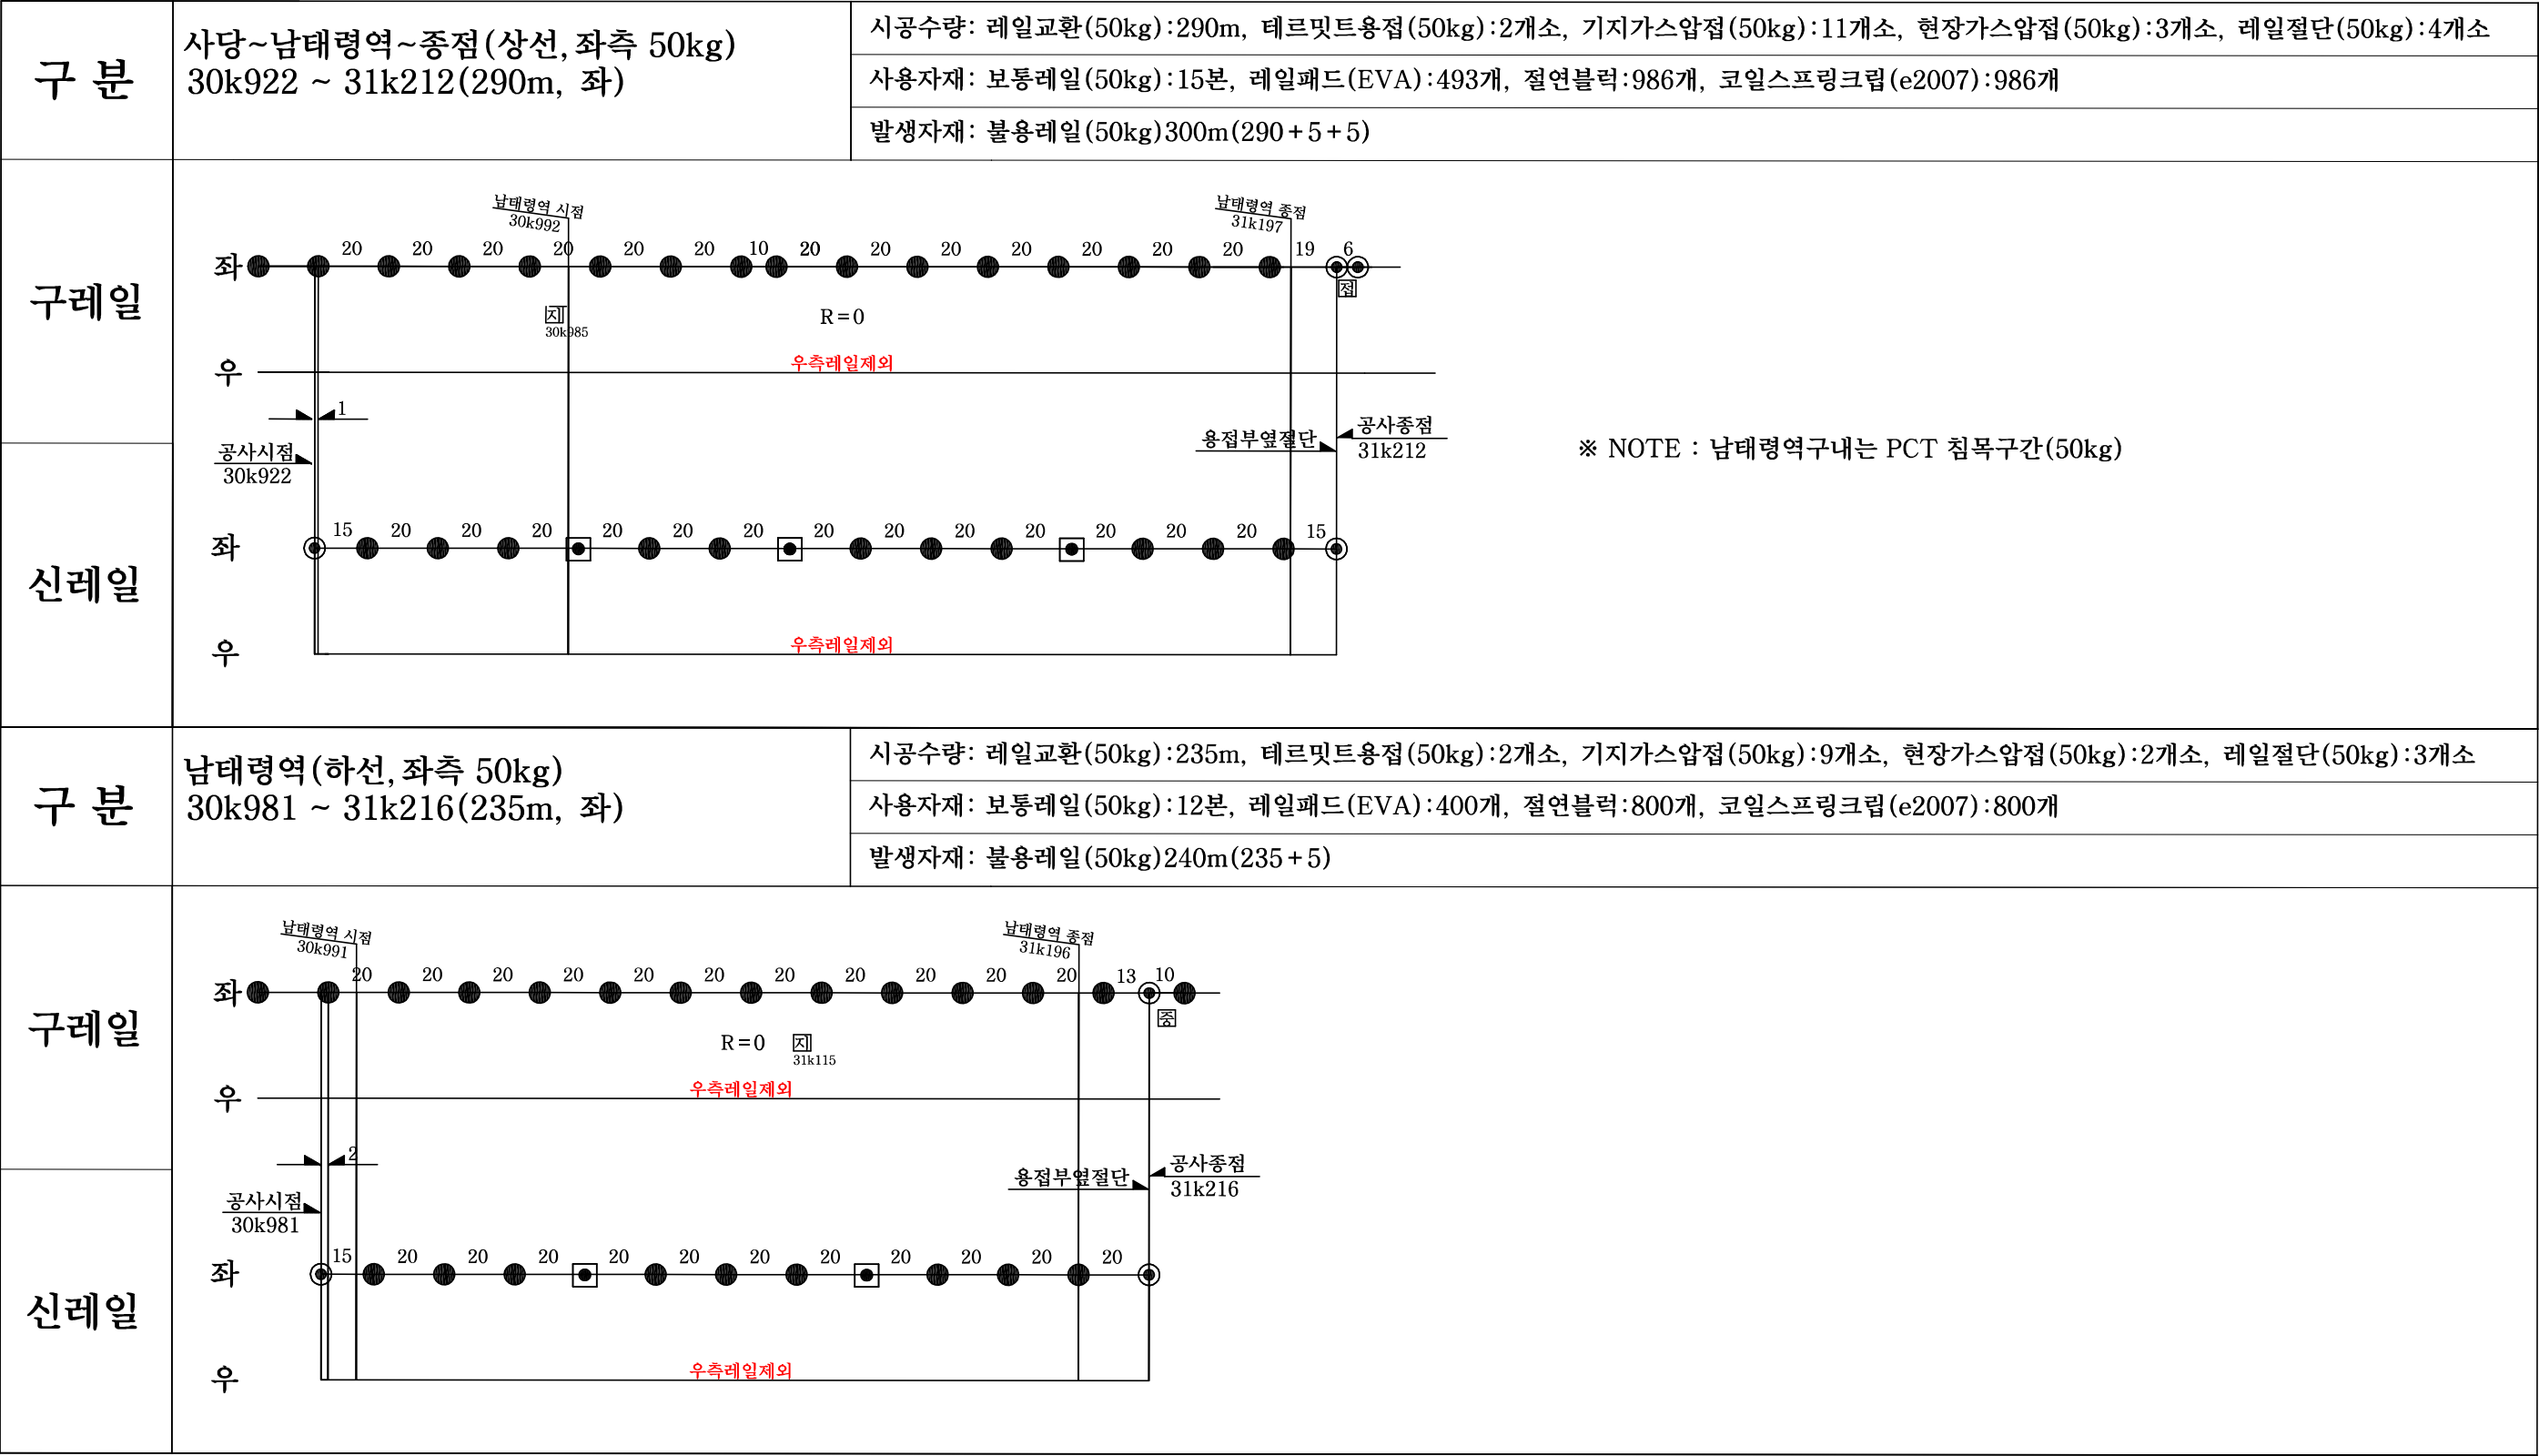 구 분
사당~남태령역~종점(상선,좌측 50kg)
30k922 ~ 31k212(290m, 좌)
시공수량: 레일교환(50kg):290m, 테르밋트용접(50kg):2개소, 기지가스압접(50kg):11개소, 현장가스압접(50kg):3개소, 레일절단(50kg):4개소
사용자재: 보통레일(50kg):15본, 레일패드(EVA):493개, 절연블럭:986개, 코일스프링크립(e2007):986개
발생자재: 불용레일(50kg)300m(290+5+5)
구레일
남태령역 시점
30k992
남태령역 종점
31k197
좌
20 20 20 20 20 20 10 20 20 20 20 20 20 20 19 6
접
지
30k985
R=0
우측레일제외
우
1
공사시점
30k922
용접부옆절단
공사종점
31k212
※ NOTE : 남태령역구내는 PCT 침목구간(50kg)
신레일
좌
15 20 20 20 20 20 20 20 20 20 20 20 20 20 15
우측레일제외
우
구 분
남태령역(하선,좌측 50kg)
30k981 ~ 31k216(235m, 좌)
시공수량: 레일교환(50kg):235m, 테르밋트용접(50kg):2개소, 기지가스압접(50kg):9개소, 현장가스압접(50kg):2개소, 레일절단(50kg):3개소
사용자재: 보통레일(50kg):12본, 레일패드(EVA):400개, 절연블럭:800개, 코일스프링크립(e2007):800개
발생자재: 불용레일(50kg)240m(235+5)
구레일
남태령역 시점
30k991
남태령역 종점
31k196
좌
20 20 20 20 20 20 20 20 20 20 20 13 10
중
R=0
지
31k115
우측레일제외
우
2
공사시점
30k981
용접부옆절단
공사종점
31k216
신레일
좌
15 20 20 20 20 20 20 20 20 20 20 20
우측레일제외
우